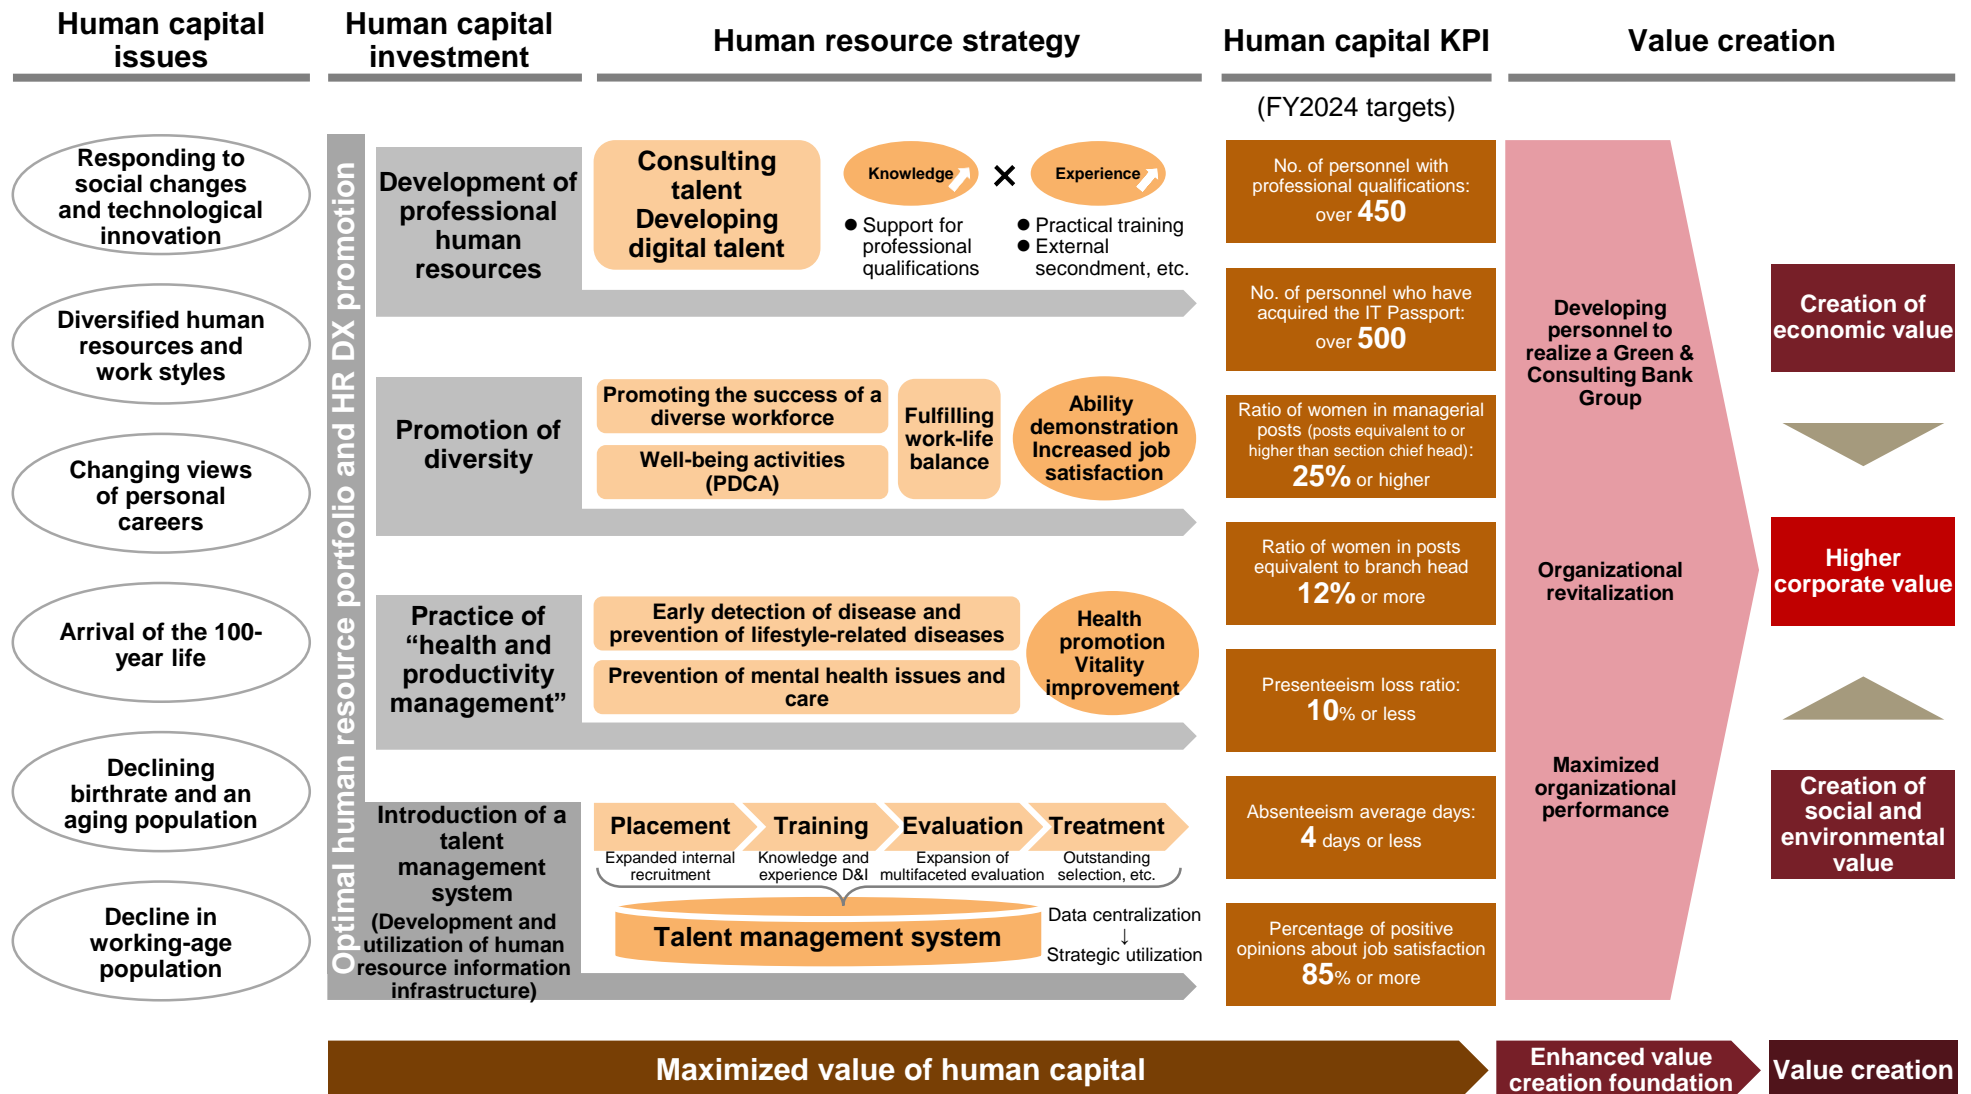 Human capital
issues
Human capital
investment
Human resource strategy
Human capital KPI
Value creation
(FY2024 targets)
Responding to
social changes
and technological
innovation
Diversified human
resources and
work styles
Changing views
of personal
careers
Arrival of the 100-
year life
Declining
birthrate and an
aging population
Decline in
working-age
population
Optimal human resource portfolio and HR DX promotion
Development of
professional
human
resources
Consulting
talent
Developing
digital talent
Knowledge
×
Experience
● Support for
professional
qualifications
● Practical training
● External
secondment, etc.
Promotion of
diversity
Promoting the success of a
diverse workforce
Well-being activities
(PDCA)
Fulfilling
work-life
balance
Ability
demonstration
Increased job
satisfaction
Practice of
“health and
productivity
management”
Early detection of disease and
prevention of lifestyle-related diseases
Prevention of mental health issues and
care
Health
promotion
Vitality
improvement
Introduction of a
talent
management
system
(Development and
utilization of human
resource information
infrastructure)
Placement
Training
Evaluation
Treatment
Expanded internal
recruitment
Knowledge and
experience D&I
Expansion of
multifaceted evaluation
Outstanding
selection, etc.
Talent management system
Data centralization
↓
Strategic utilization
No. of personnel with
professional qualifications:
over 450
No. of personnel who have
acquired the IT Passport:
over 500
Ratio of women in managerial
posts (posts equivalent to or
higher than section chief head):
25% or higher
Ratio of women in posts
equivalent to branch head
12% or more
Presenteeism loss ratio:
10% or less
Absenteeism average days:
4 days or less
Percentage of positive
opinions about job satisfaction
85% or more
Developing
personnel to
realize a Green &
Consulting Bank
Group
Organizational
revitalization
Maximized
organizational
performance
Creation of
economic value
Higher
corporate value
Creation of
social and
environmental
value
Maximized value of human capital
Enhanced value
creation foundation
Value creation